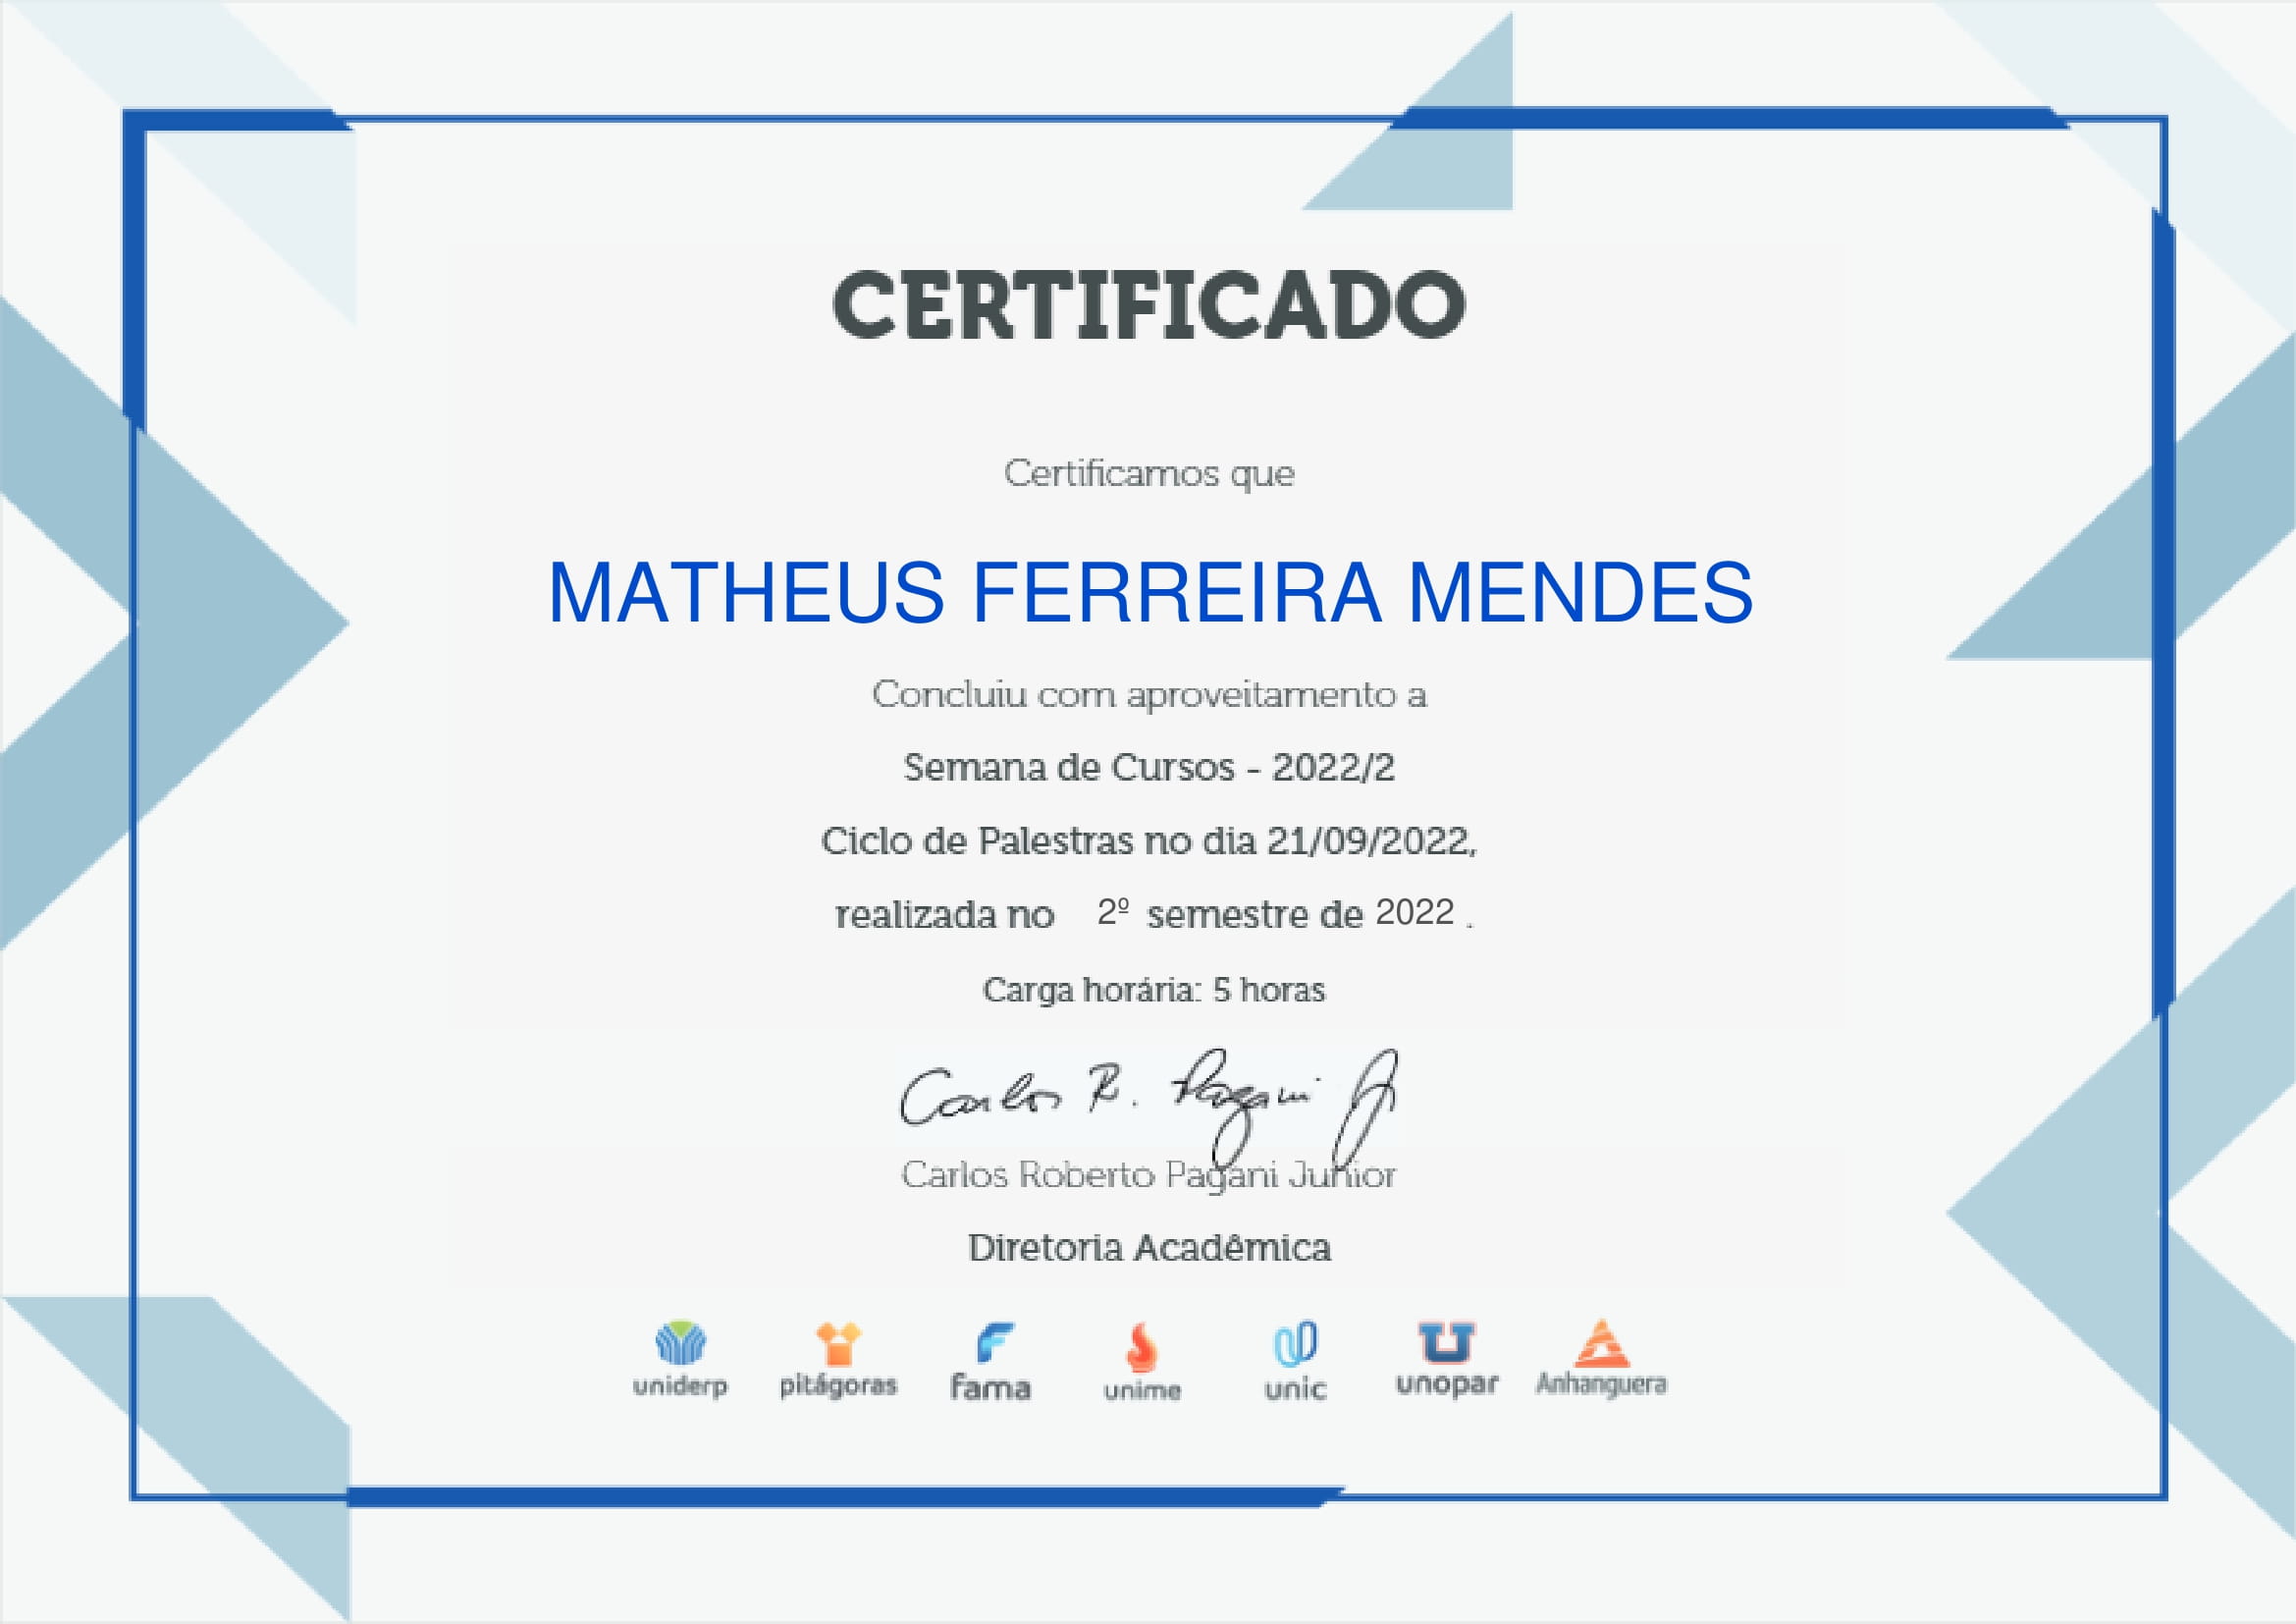 CERTIFICADO
Certificamos que
MATHEUS FERREIRA MENDES
Concluiu com aproveitamento a
Semana de Cursos - 2022/2
Ciclo de Palestras no dia 21/09/2022,
realizada no 2º semestre de 2022 .
Carga horária: 5 horas
Carlos R. Pagani Jr
Carlos Roberto Pagani Junior
Diretoria Acadêmica
uniderp pitágoras fama unime unic unopar Anhanguera